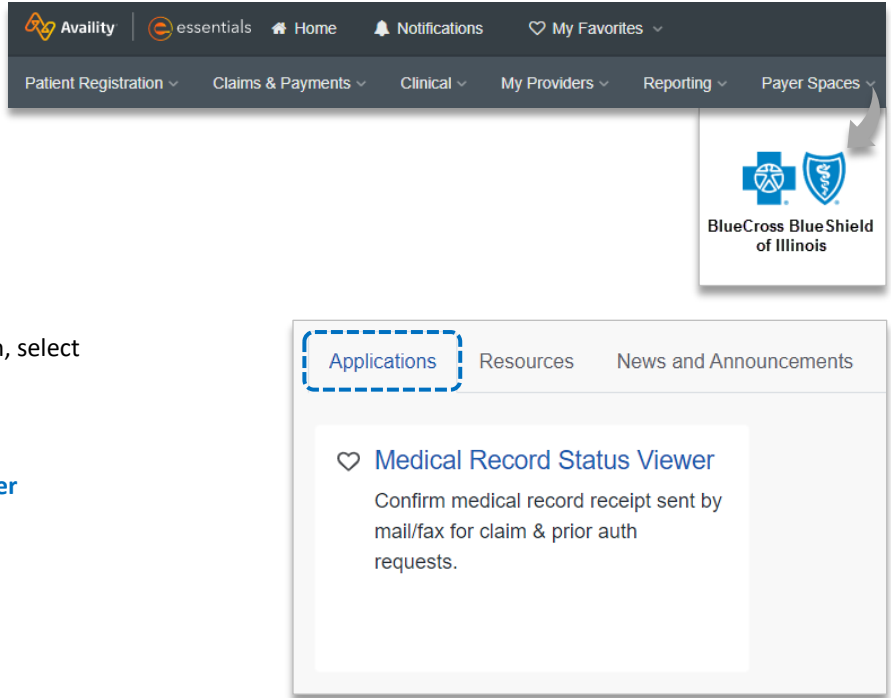 Availity essentials Home Notifications My Favorites
Patient Registration Claims & Payments Clinical My Providers Reporting Payer Spaces
BlueCross BlueShield
of Illinois
, select
Applications Resources News and Announcements
Medical Record Status Viewer
er
Confirm medical record receipt sent by
mail/fax for claim & prior auth
requests.